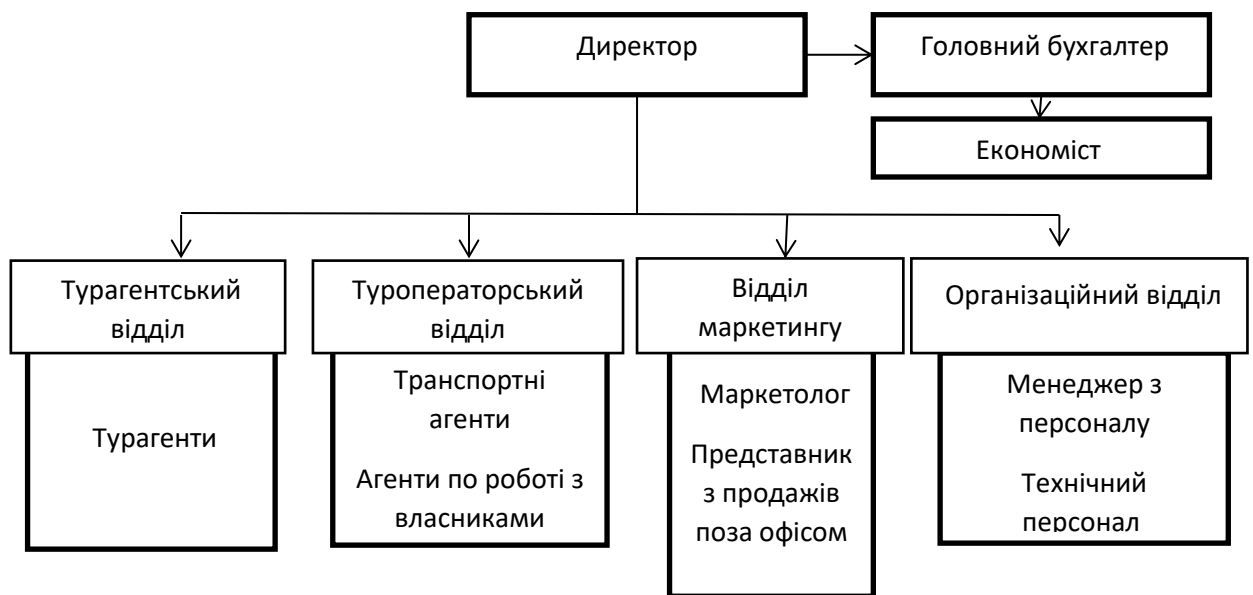 Директор
Головний бухгалтер
Економіст
Турагентський
відділ
Туроператорський
відділ
Відділ
маркетингу
Організаційний відділ
Турагенти
Транспортні
агенти
Агенти по роботі з
власниками
Маркетолог
Представник
з продажів
поза офісом
Менеджер з
персоналу
Технічний
персонал